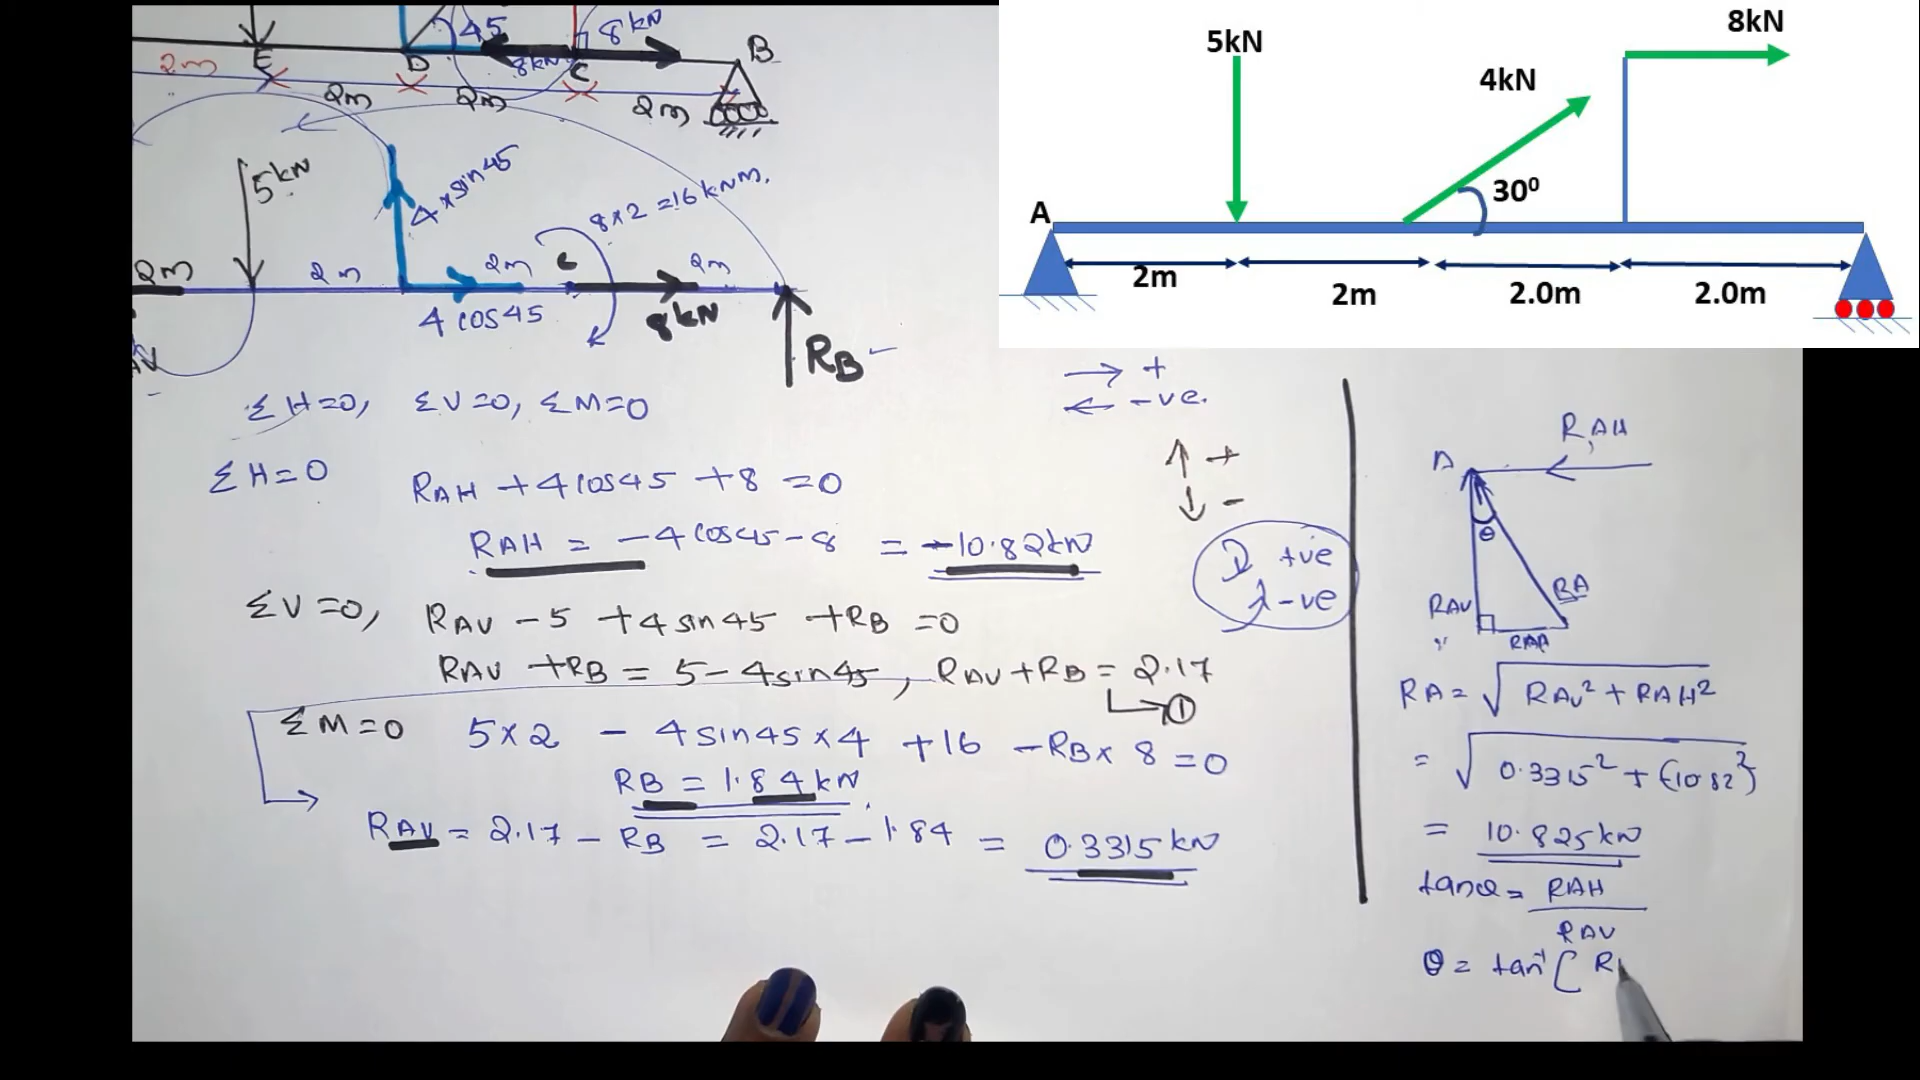 45
8kN
E
D
8kN
C
B
2m
2m
2m
2m
5kN
4×sin45
8×2=16kNm.
2m
2m
2m
C
2m
4cos45
8kN
RB
ΣH=0, ΣV=0, ΣM=0
→ +
← -ve.
ΣH=0 RAH +4cos45 +8 =0
↑ +
↓ -
RAH = -4cos45-8 = -10.82kN
+ve
-ve
ΣV=0, RAV -5 +4sin45 +RB =0
RAV +RB = 5-4sin45, RAV+RB = 2.17
①
ΣM=0 5×2 - 4sin45×4 +16 -RB× 8 =0
RB = 1.84kN
RAV = 2.17 - RB = 2.17-1.84 = 0.3315kN
5kN
4kN
8kN
30⁰
A
2m
2m
2.0m
2.0m
RAH
A
θ
RAV
RA
RAH
RA = √RAV²+RAH²
= √0.3315²+(10.82²)
= 10.825kN
tanθ = RAH
RAV
θ = tan⁻¹[ R